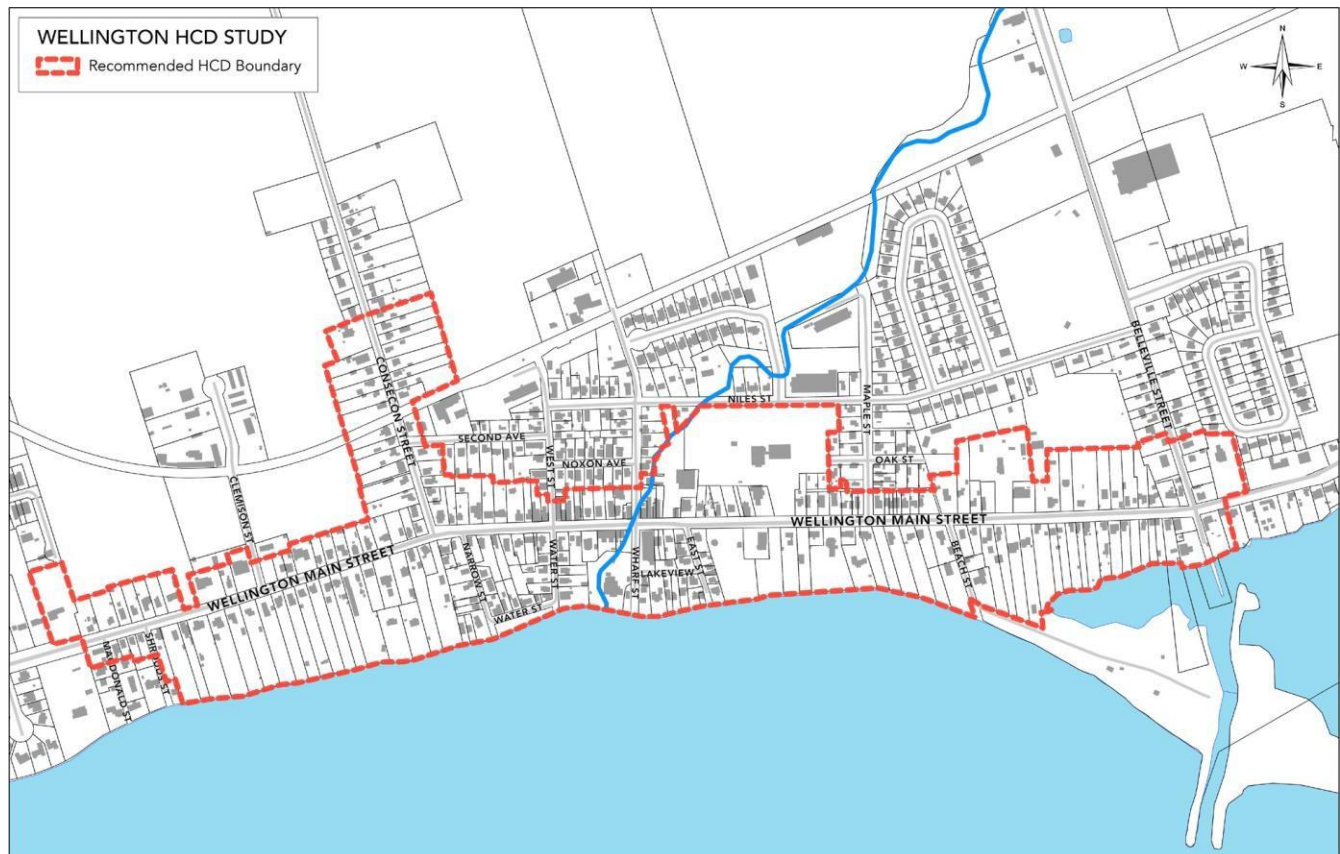 WELLINGTON HCD STUDY
Recommended HCD Boundary
N
W E
S
BELLEVILLE STREET
CONSECON STREET
MAPLE ST
NILES ST
SECOND AVE
WEST ST
NOXON AVE
OAK ST
CLEMISON ST
WELLINGTON MAIN STREET
WELLINGTON MAIN STREET
NARROW ST
WATER ST
WHARF ST
EAST ST
LAKEVIEW
BEACH ST
WATER ST
MACDONALD ST